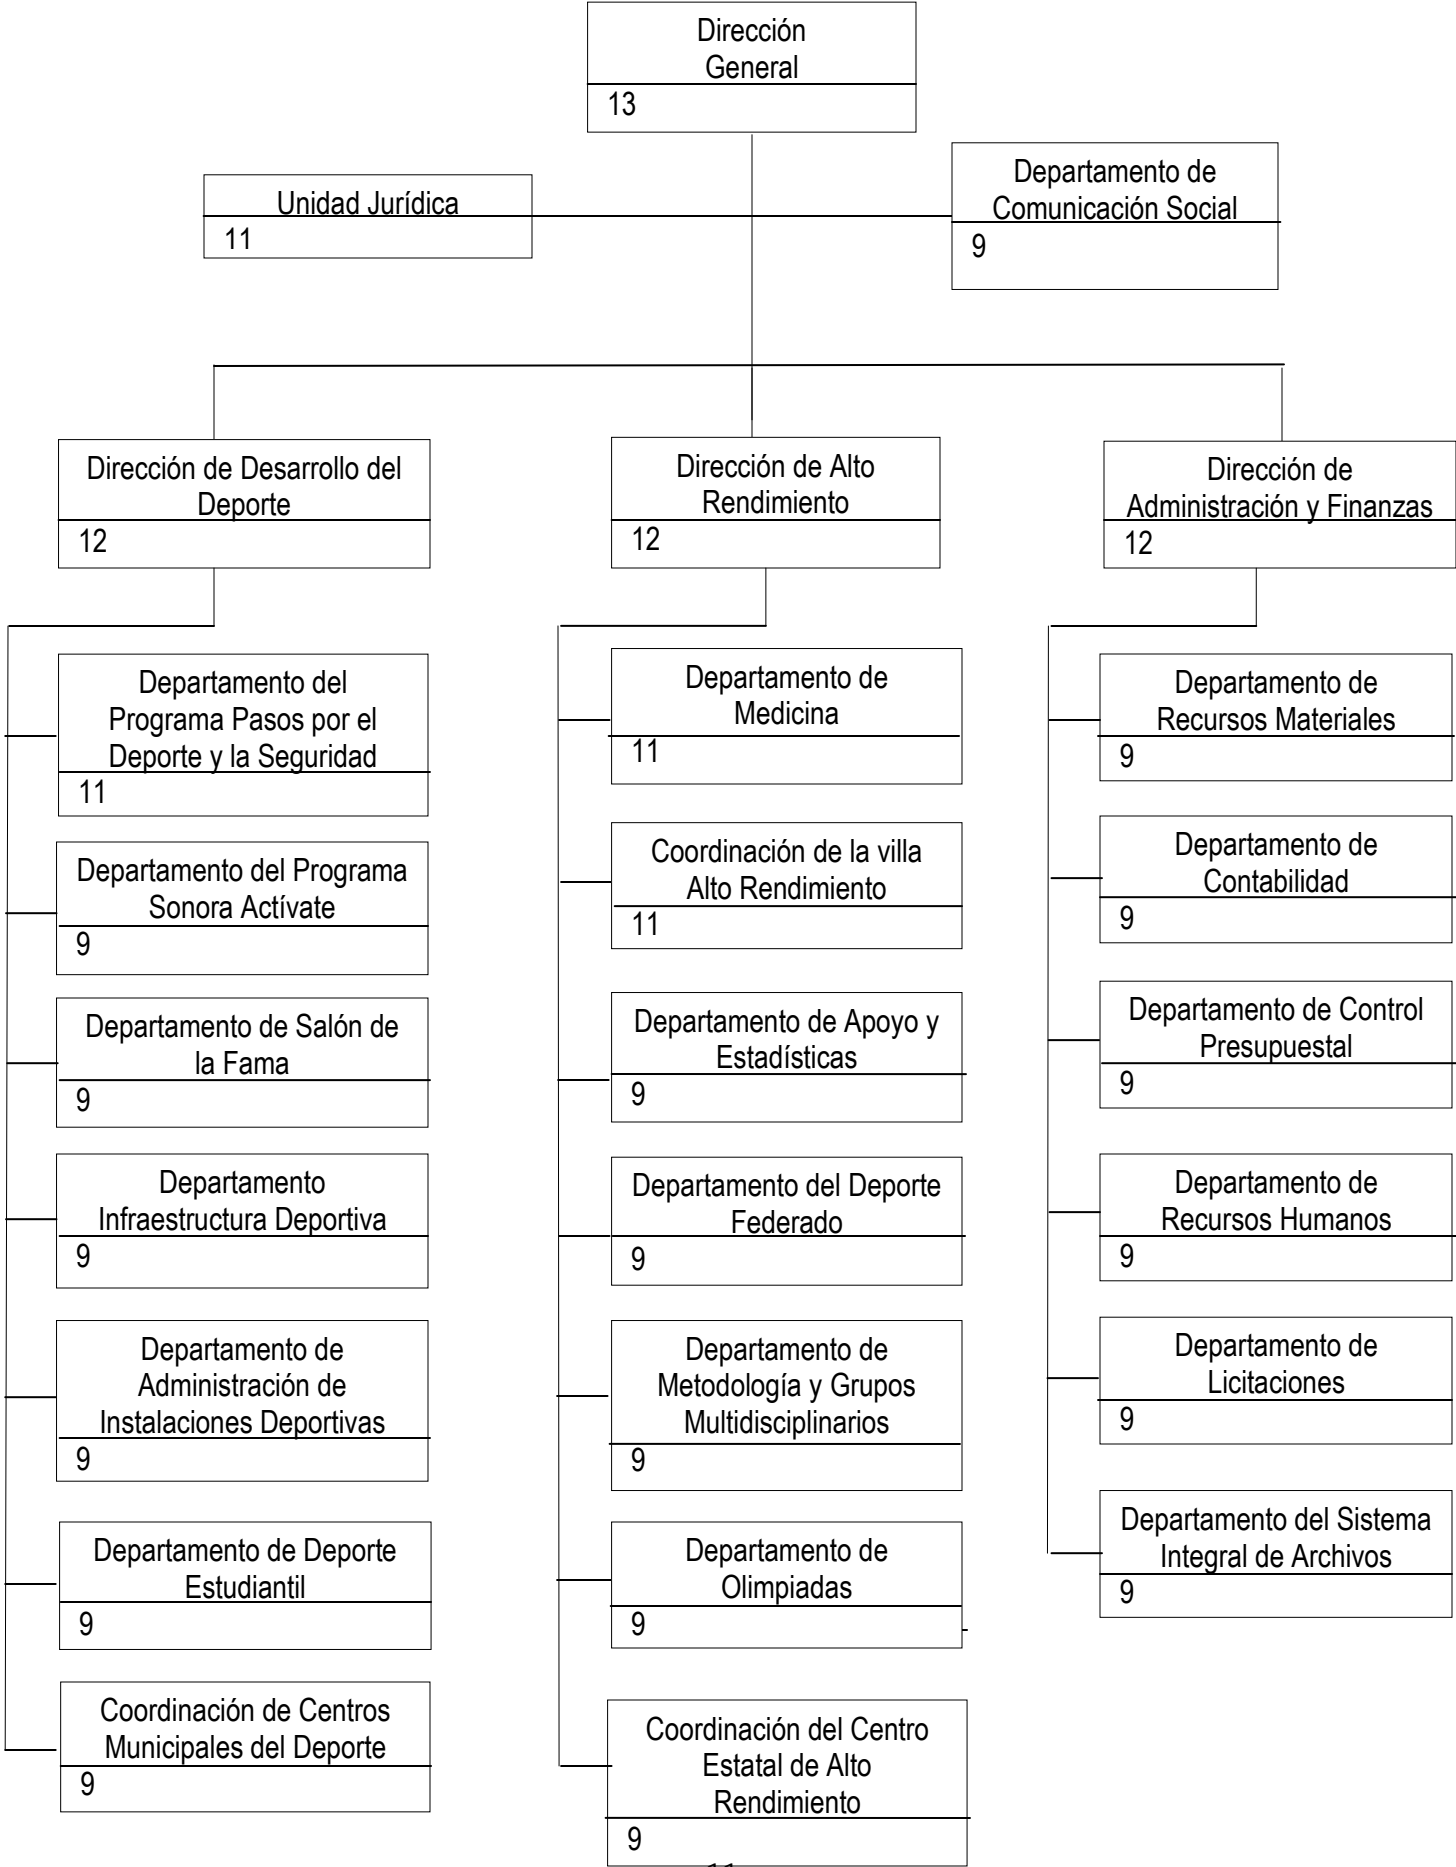 Dirección
General
13
Unidad Jurídica
11
Departamento de
Comunicación Social
9
Dirección de Desarrollo del
Deporte
12
Dirección de Alto
Rendimiento
12
Dirección de
Administración y Finanzas
12
Departamento del
Programa Pasos por el
Deporte y la Seguridad
11
Departamento del Programa
Sonora Actívate
9
Departamento de Salón de
la Fama
9
Departamento
Infraestructura Deportiva
9
Departamento de
Administración de
Instalaciones Deportivas
9
Departamento de Deporte
Estudiantil
9
Coordinación de Centros
Municipales del Deporte
9
Departamento de
Medicina
11
Coordinación de la villa
Alto Rendimiento
11
Departamento de Apoyo y
Estadísticas
9
Departamento del Deporte
Federado
9
Departamento de
Metodología y Grupos
Multidisciplinarios
9
Departamento de
Olimpiadas
9
Coordinación del Centro
Estatal de Alto
Rendimiento
9
Departamento de
Recursos Materiales
9
Departamento de
Contabilidad
9
Departamento de Control
Presupuestal
9
Departamento de
Recursos Humanos
9
Departamento de
Licitaciones
9
Departamento del Sistema
Integral de Archivos
9